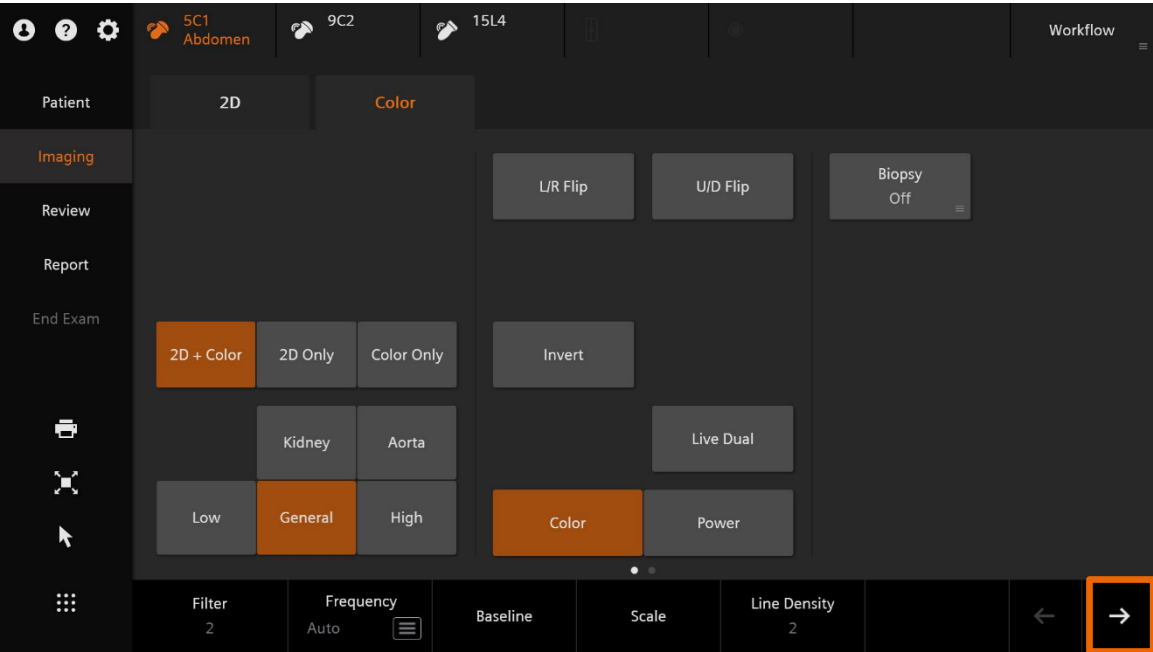 5C1
Abdomen
9C2
15L4
Workflow
Patient
Imaging
Review
Report
End Exam
2D
Color
L/R Flip
U/D Flip
Biopsy
Off
2D + Color
2D Only
Color Only
Invert
Kidney
Aorta
Live Dual
Low
General
High
Color
Power
Filter
2
Frequency
Auto
Baseline
Scale
Line Density
2